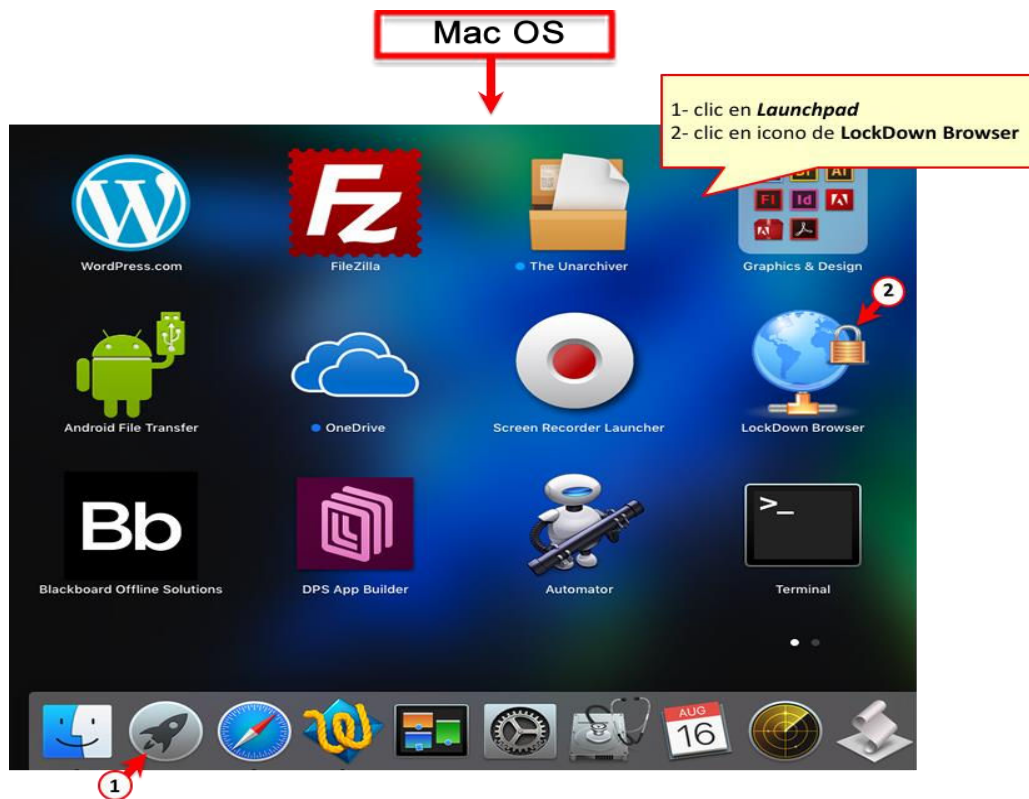 Mac OS
1- clic en Launchpad
2- clic en icono de LockDown Browser
Fl Id
WordPress.com
FileZilla
The Unarchiver
Graphics & Design
2
Android File Transfer
OneDrive
Screen Recorder Launcher
LockDown Browser
Bb
>_
Blackboard Offline Solutions
DPS App Builder
Automator
Terminal
AUG
16
1